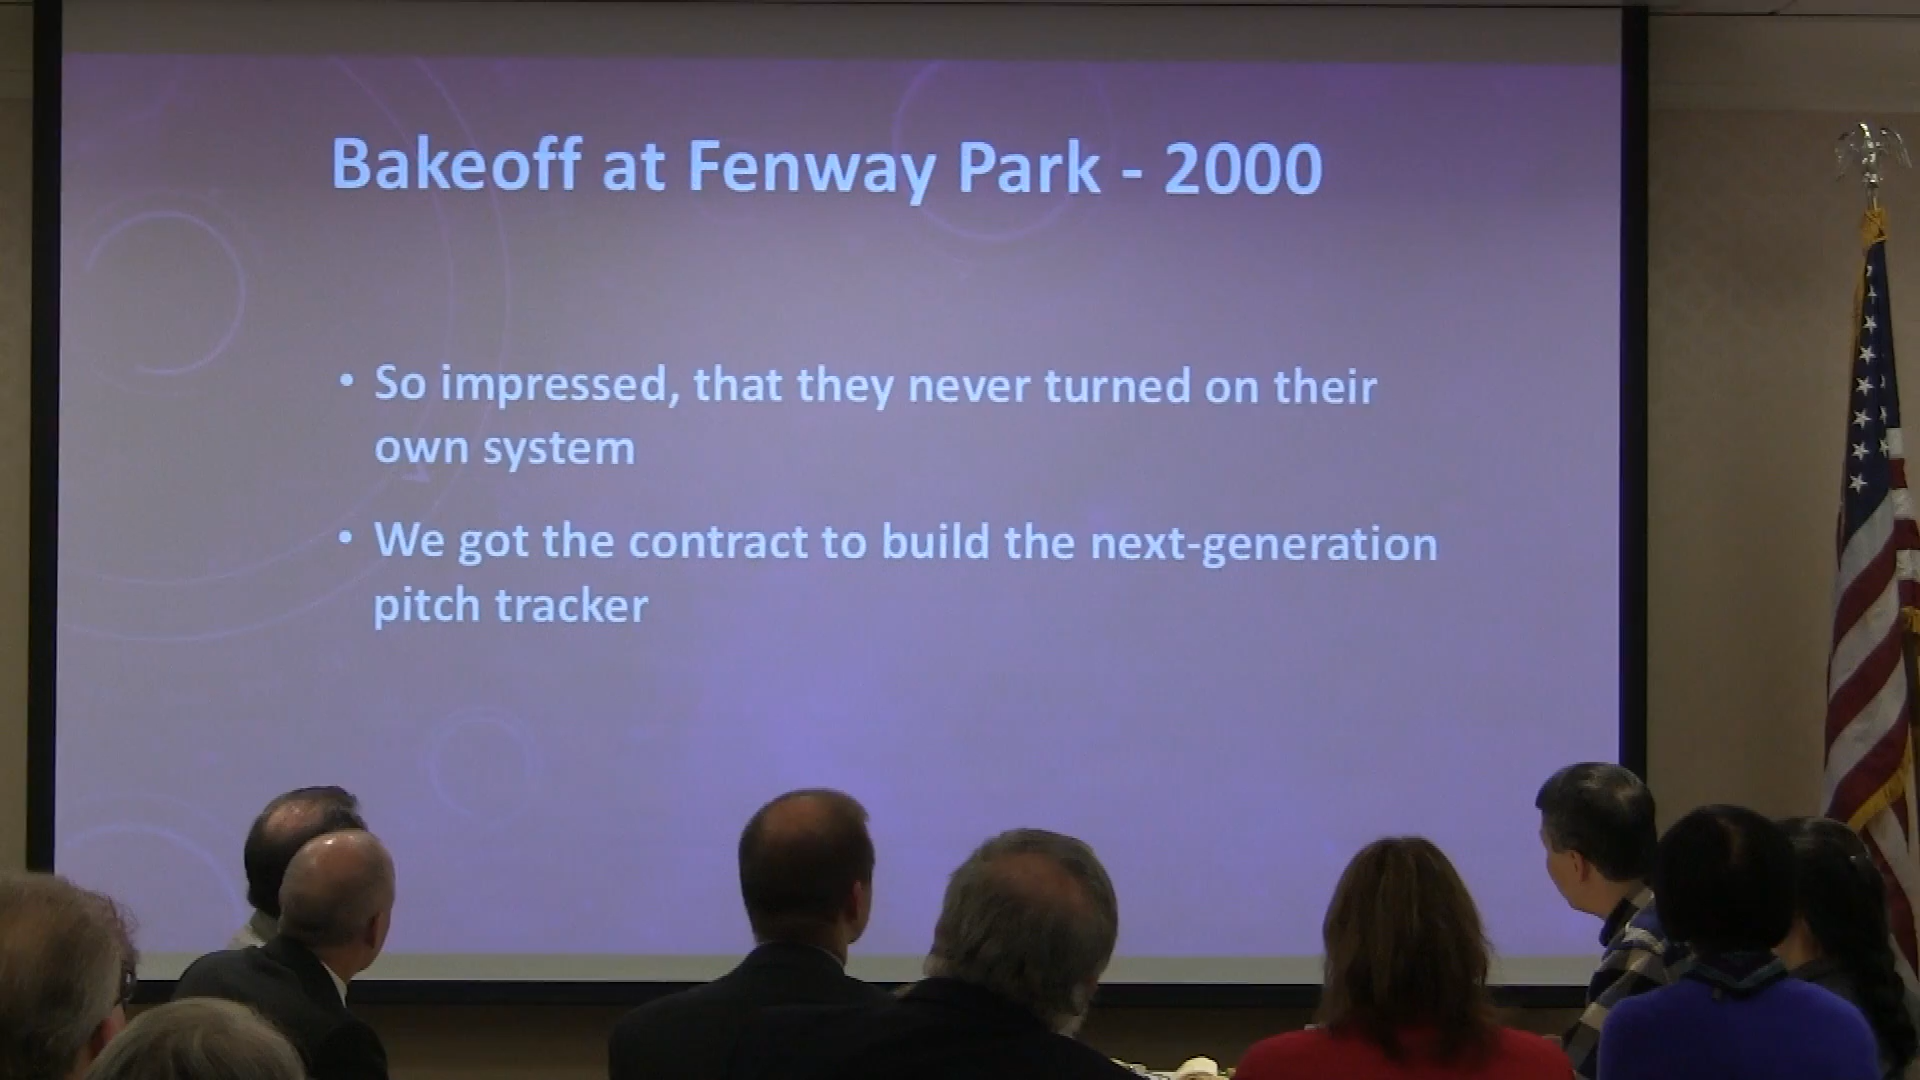 Bakeoff at Fenway Park - 2000
• So impressed, that they never turned on their
own system
• We got the contract to build the next-generation
pitch tracker